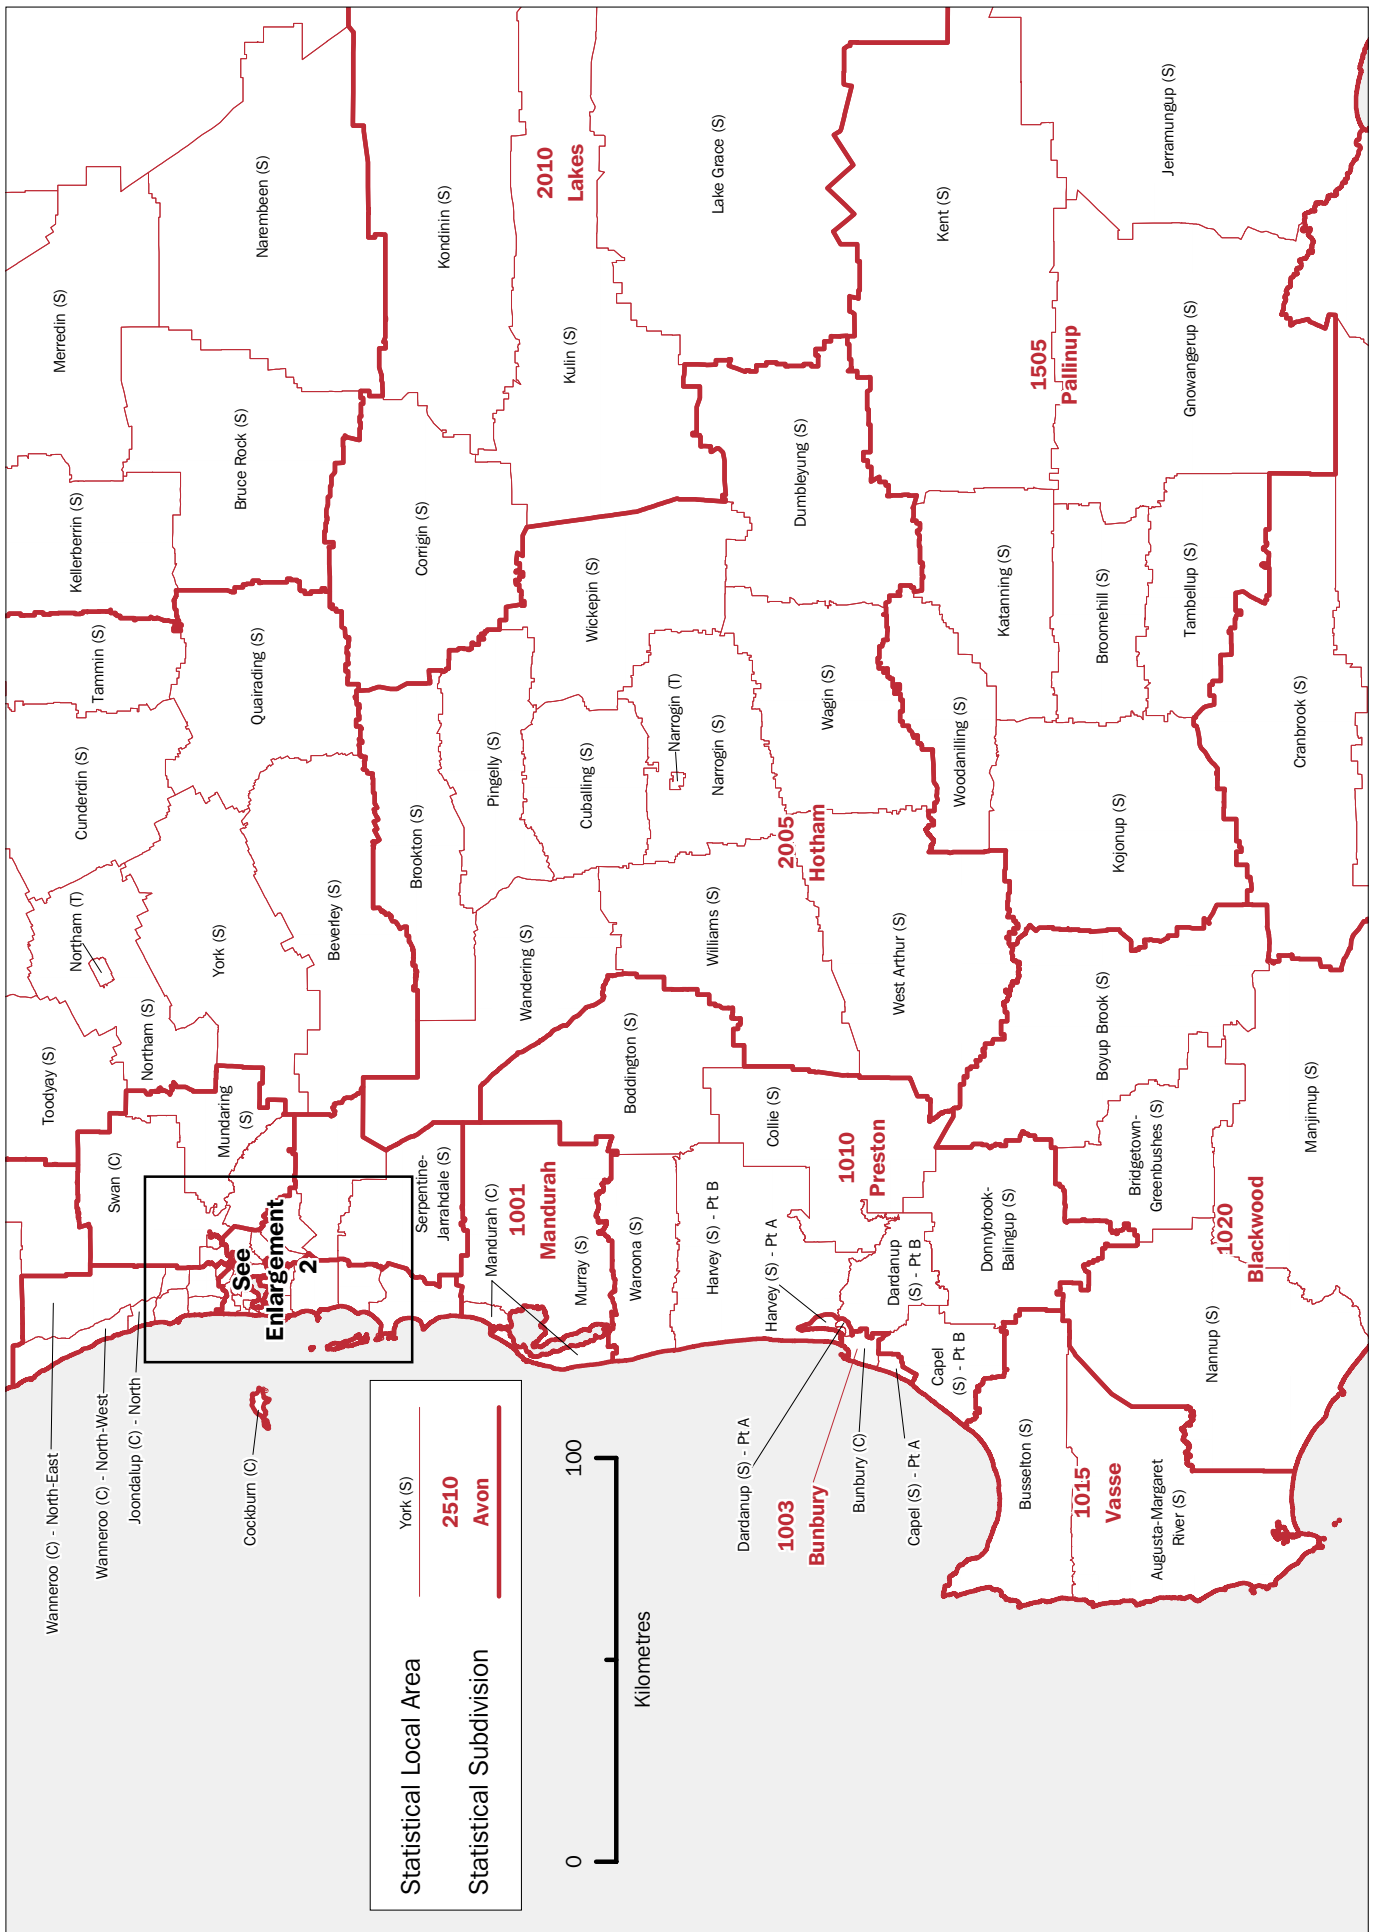 Wanneroo (C) - North-East
Wanneroo (C) - North-West
Joondalup (C) - North
Cockburn (C)
Swan (C)
Toodyay (S)
Northam (S)
Northam (T)
Mundaring
(S)
York (S)
Beverley (S)
Cunderdin (S)
Tammin (S)
Quairading (S)
Kellerberrin (S)
Bruce Rock (S)
Merredin (S)
Narembeen (S)
See
Enlargement
2
Serpentine-
Jarrahdale (S)
Mandurah (C)
1001
Mandurah
Murray (S)
Waroona (S)
Harvey (S) - Pt B
Harvey (S) - Pt A
Boddington (S)
Wandering (S)
Brookton (S)
Pingelly (S)
Cuballing (S)
Narrogin (T)
Narrogin (S)
Williams (S)
Wickepin (S)
Corrigin (S)
Kondinin (S)
2010
Lakes
Kulin (S)
Lake Grace (S)
Dumbleyung (S)
Wagin (S)
2005
Hotham
West Arthur (S)
Collie (S)
1010
Preston
Dardanup
(S) - Pt B
Dardanup (S) - Pt A
1003
Bunbury
Bunbury (C)
Capel (S) - Pt A
Capel
(S) - Pt B
Donnybrook-
Balingup (S)
Boyup Brook (S)
Bridgetown-
Greenbushes (S)
Woodanilling (S)
Katanning (S)
Kojonup (S)
Broomehill (S)
Tambellup (S)
Kent (S)
1505
Pallinup
Gnowangerup (S)
Jerramungup (S)
Cranbrook (S)
Manjimup (S)
1020
Blackwood
Nannup (S)
Busselton (S)
1015
Vasse
Augusta-Margaret
River (S)
Statistical Local Area
York (S)
Statistical Subdivision
2510
Avon
0
100
Kilometres